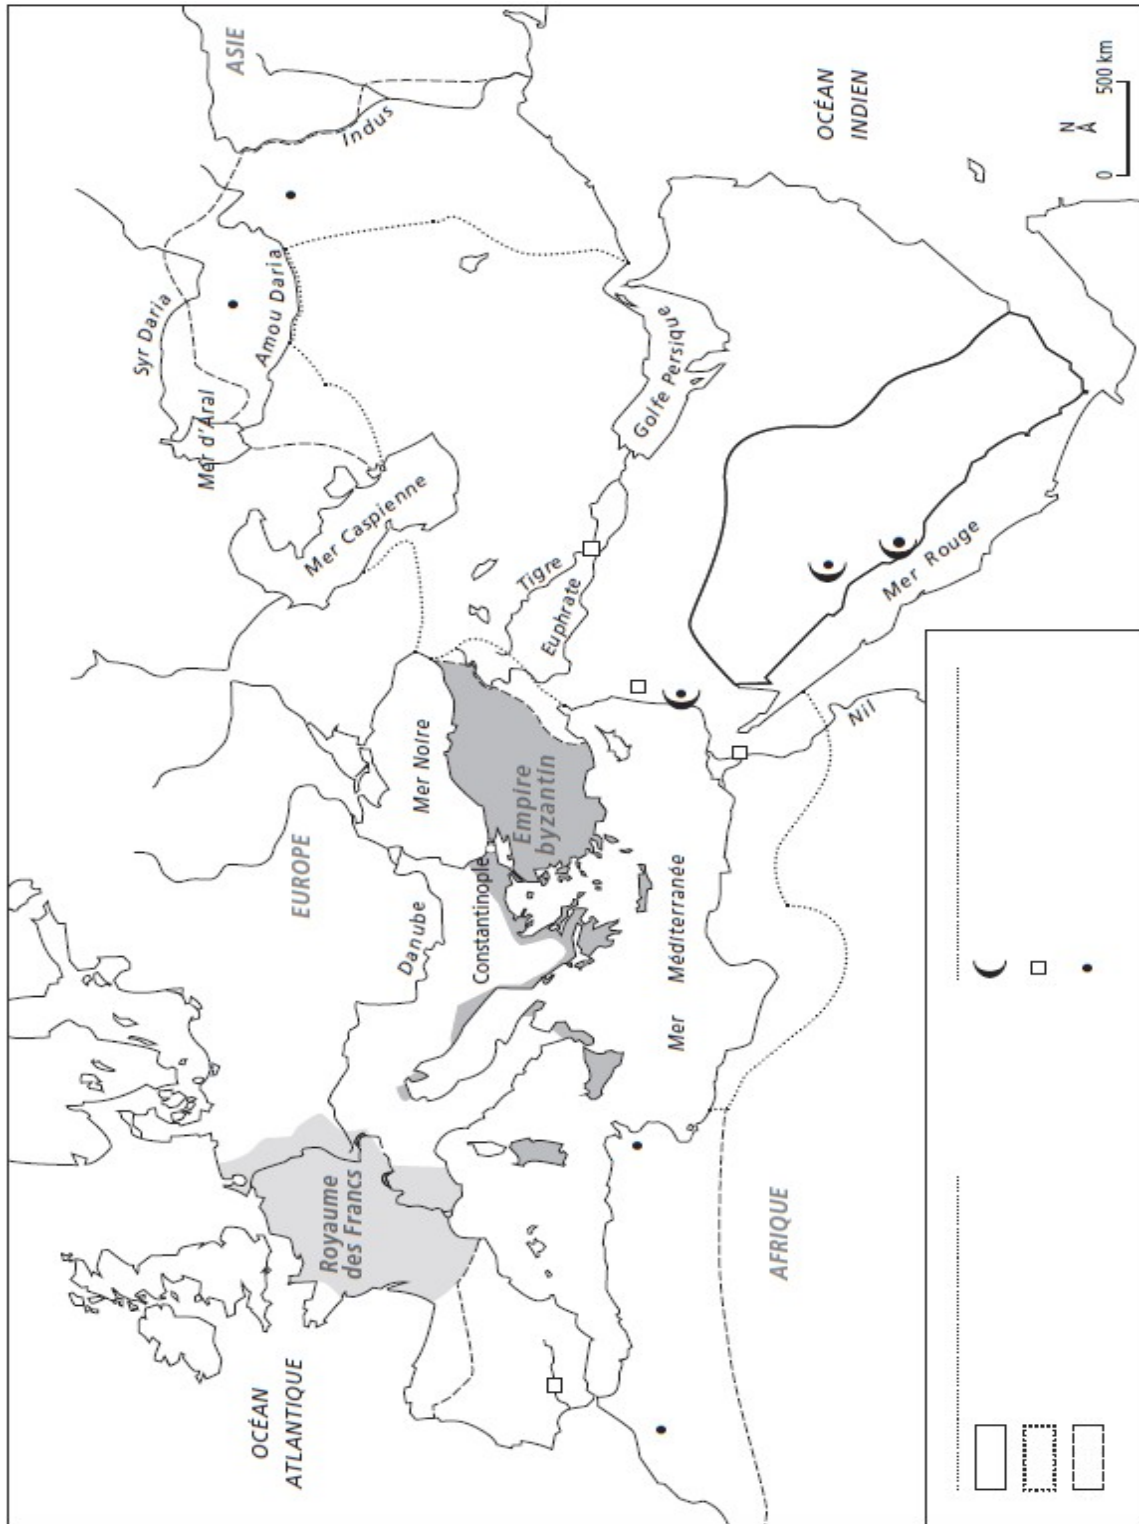 ASIE
Indus
OCÉAN
INDIEN
N
0 500 km
Syr Daria
Amou Daria
Mer d'Aral
Mer Caspienne
Golfe Persique
Tigre
Euphrate
Mer Rouge
Nil
EUROPE
Mer Noire
Danube
Constantinople
Empire
byzantin
Mer Méditerranée
Royaume
des Francs
OCÉAN
ATLANTIQUE
AFRIQUE